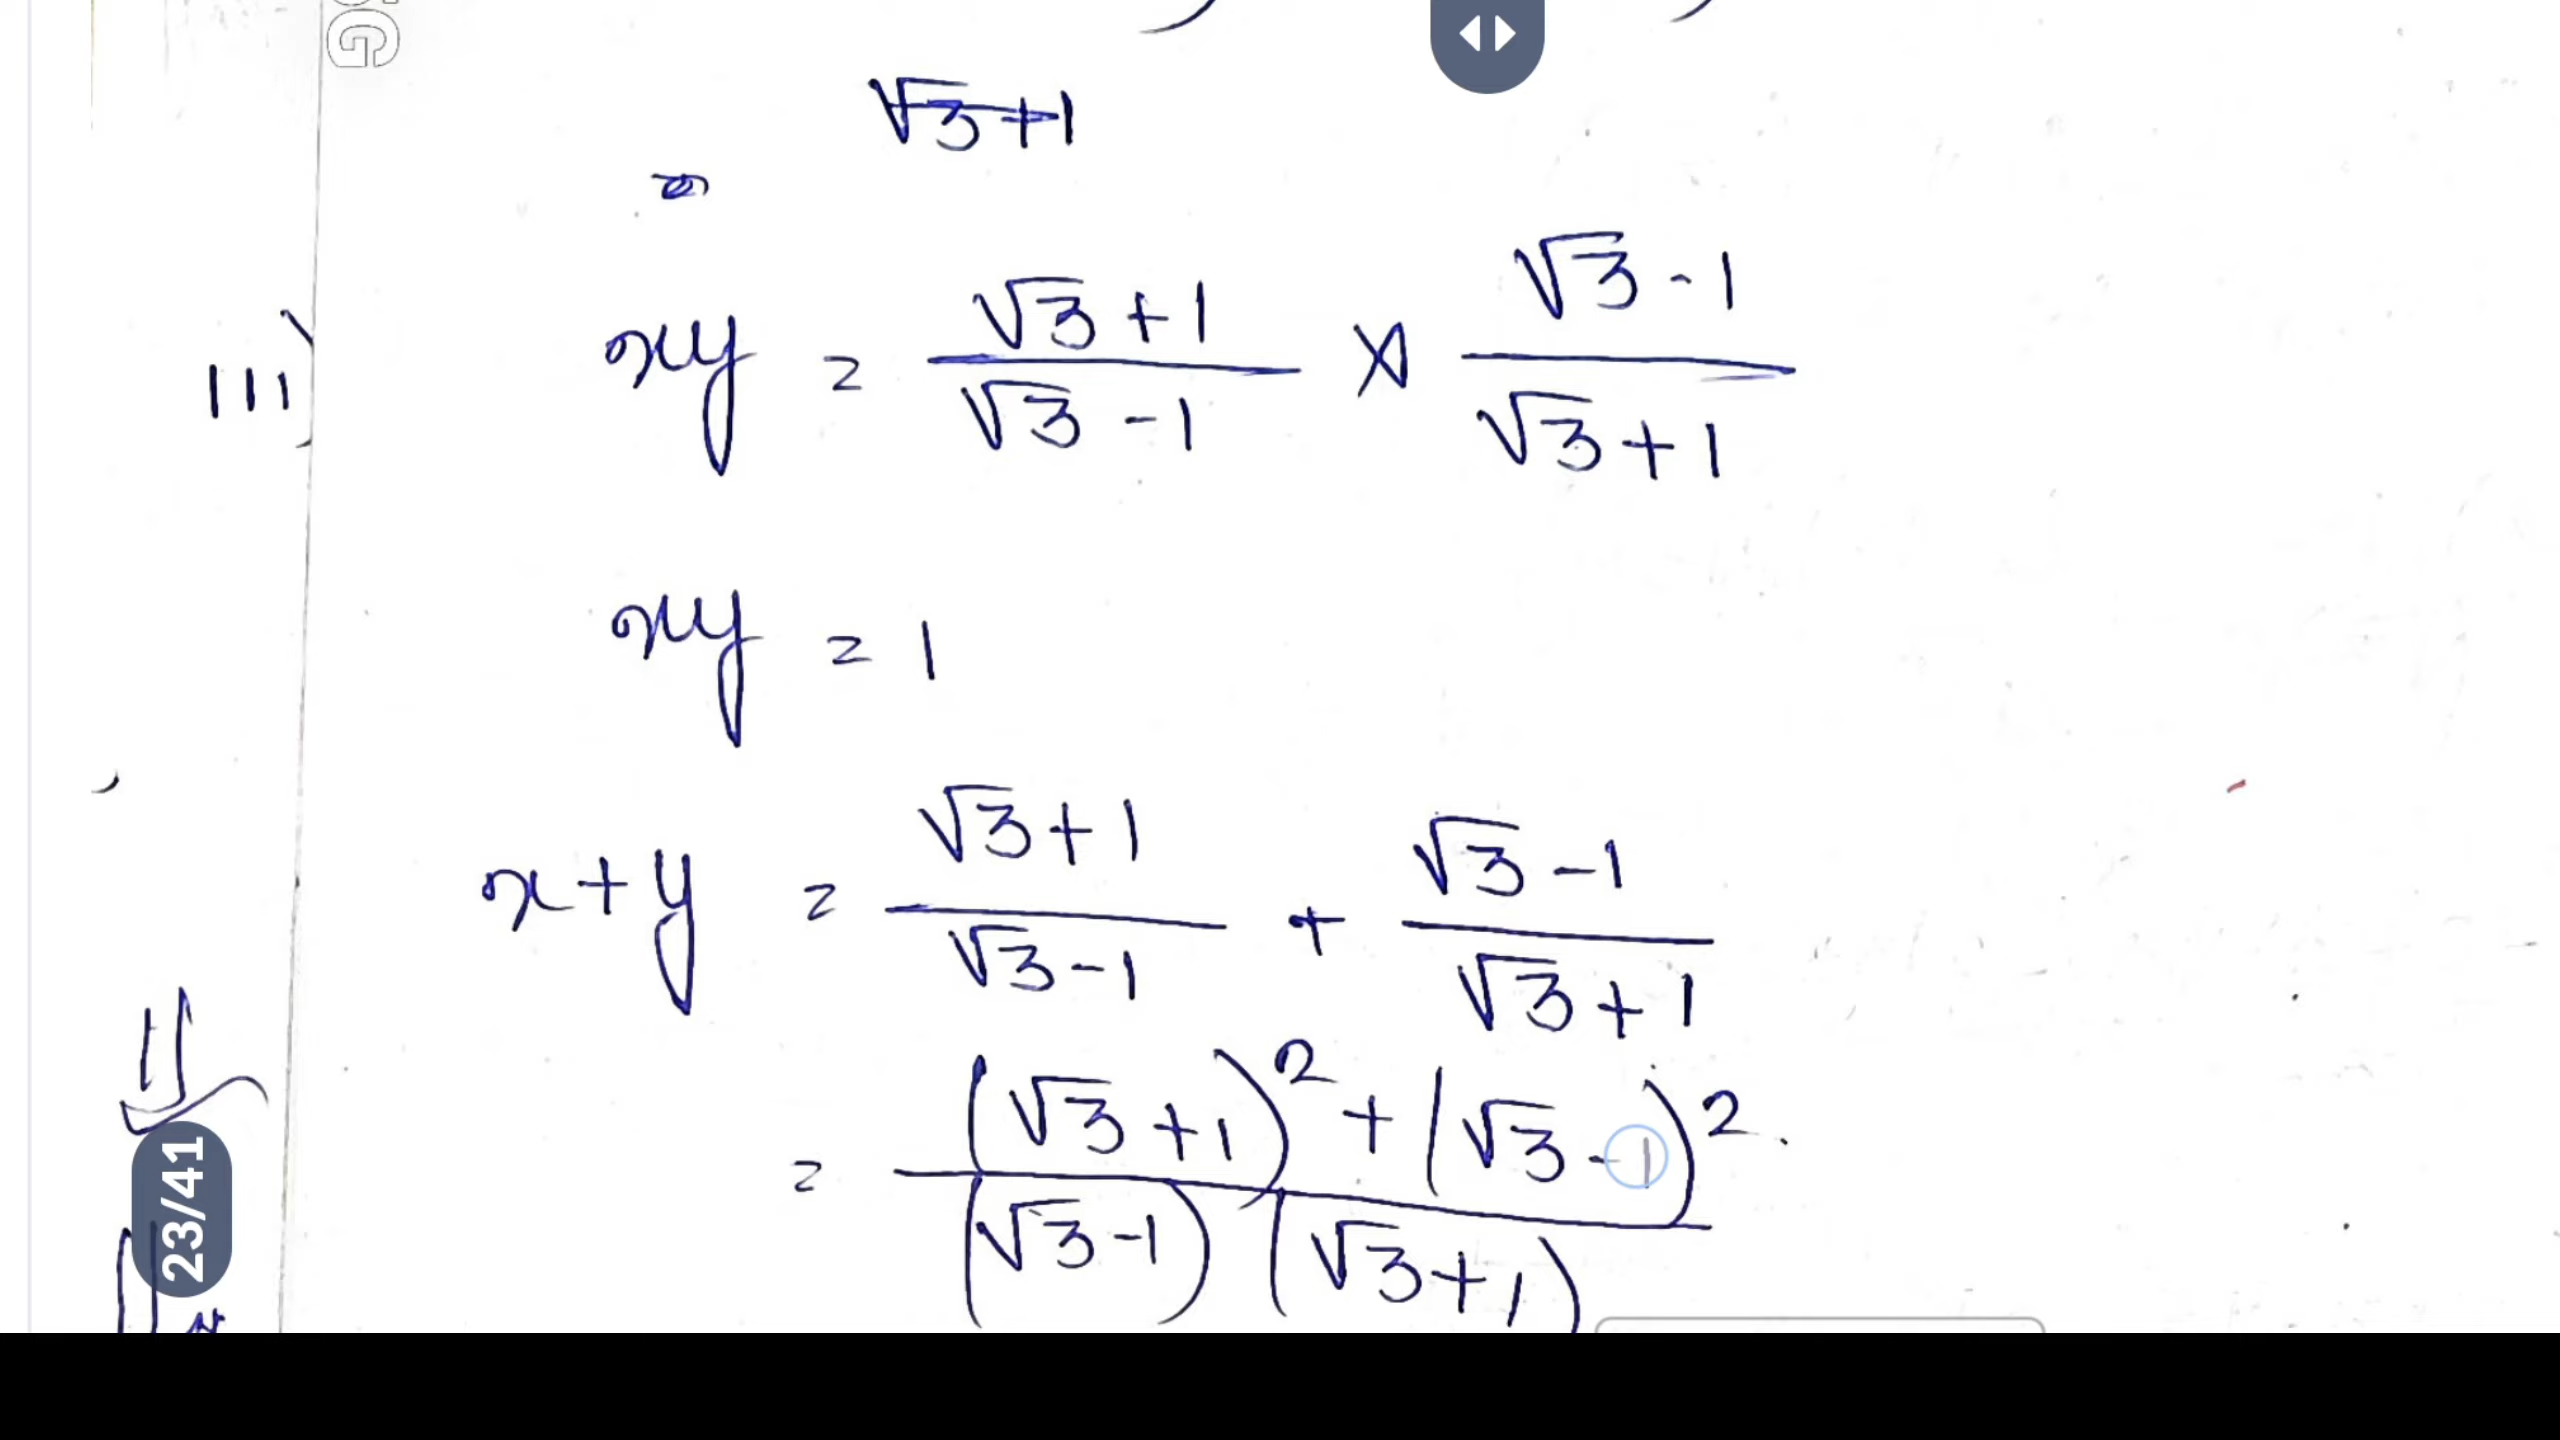 5G
√3+1
iii)
xy = (√3 + 1)/(√3 - 1) × (√3 - 1)/(√3 + 1)
xy = 1
x+y = (√3+1)/(√3-1) + (√3-1)/(√3+1)
= ((√3+1)² + (√3-1)²)/((√3-1)(√3+1))
23/41